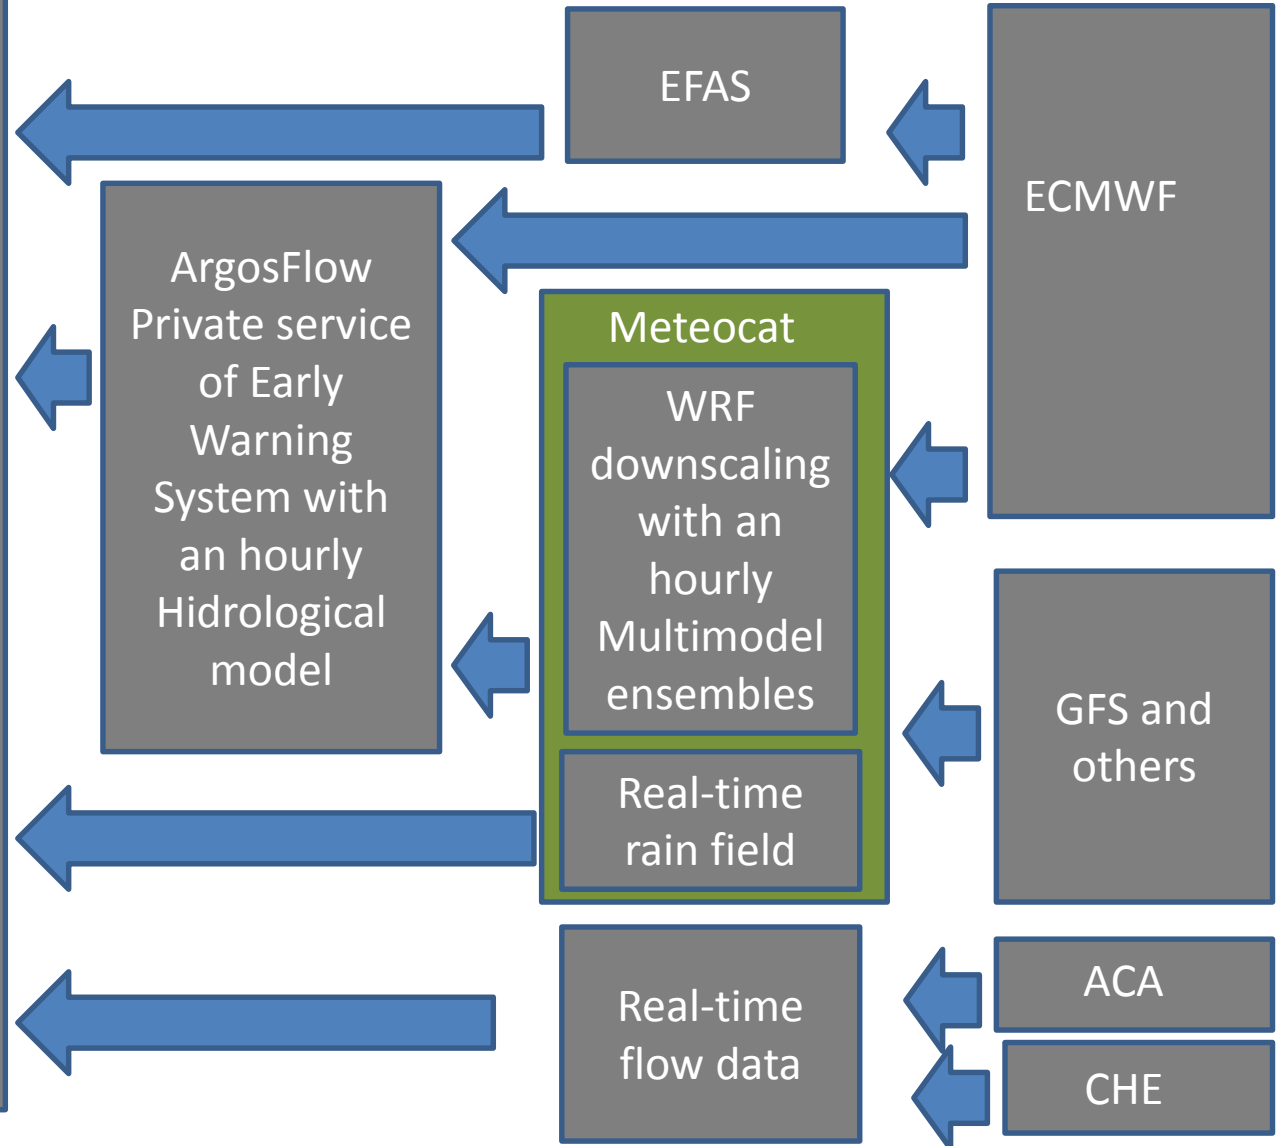 EFAS
ECMWF
ArgosFlow
Private service
of Early
Warning
System with
an hourly
Hidrological
model
Meteocat
WRF
downscaling
with an
hourly
Multimodel
ensembles
Real-time
rain field
GFS and
others
Real-time
flow data
ACA
CHE